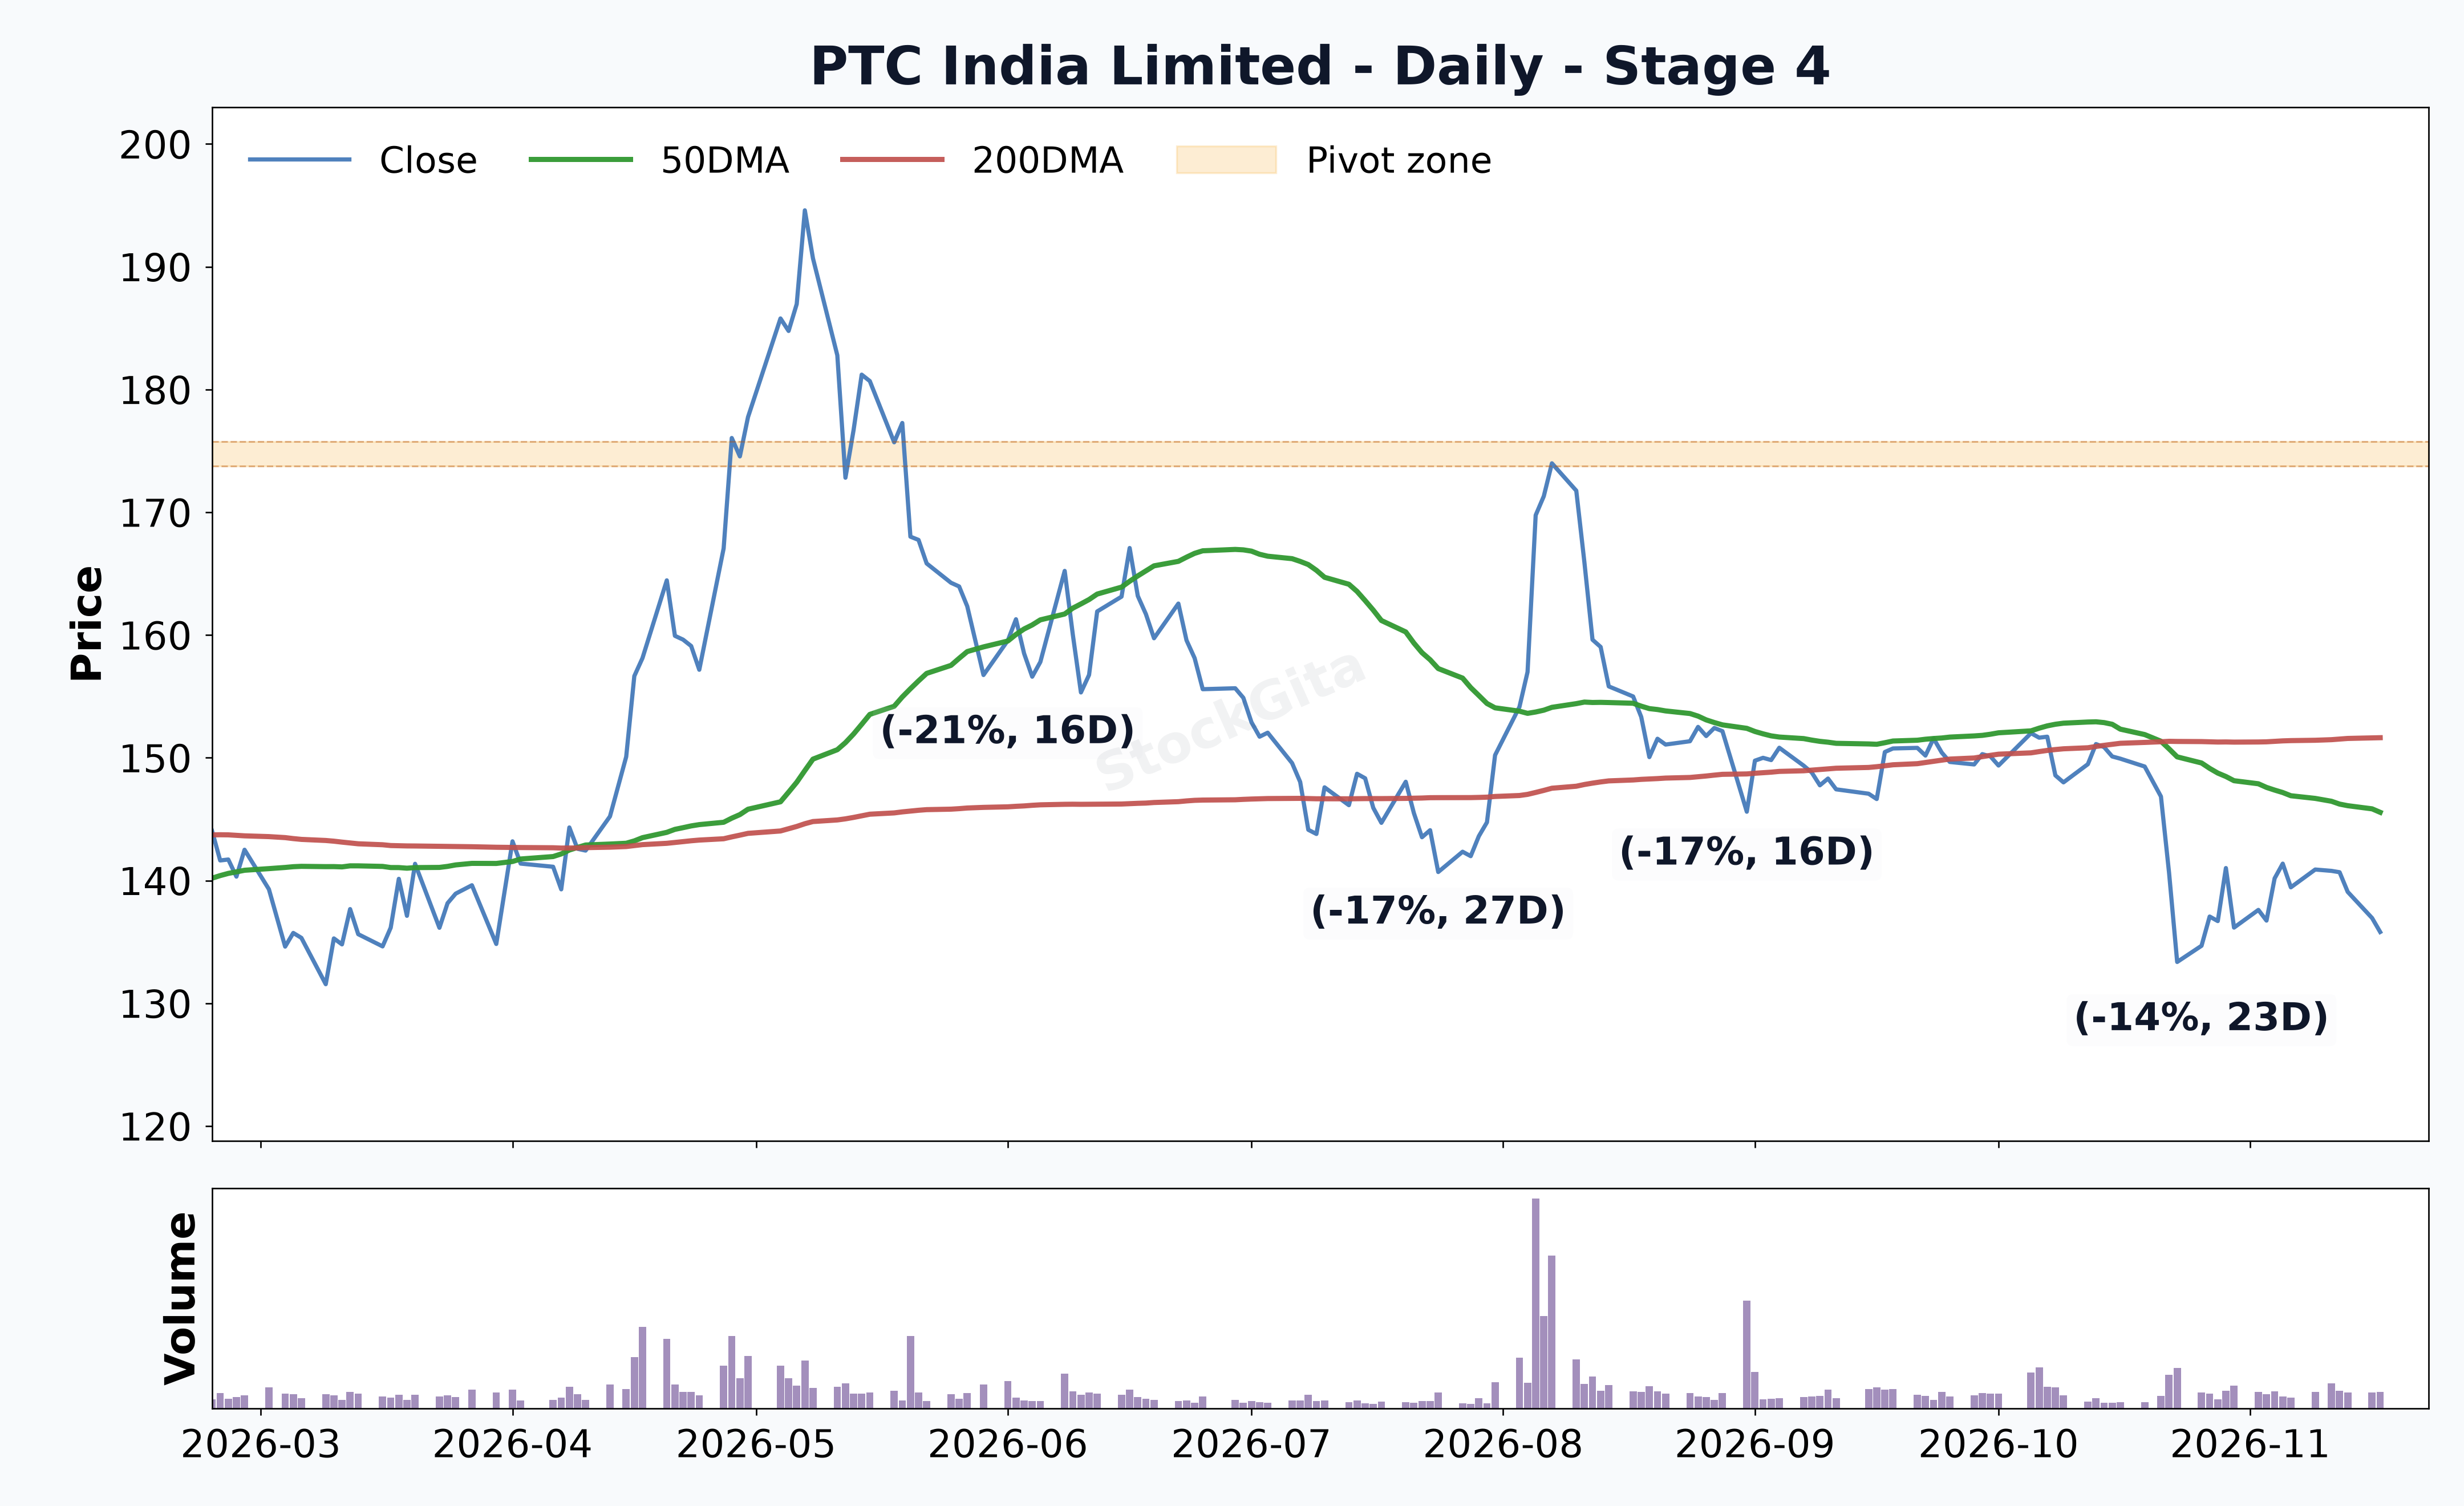 PTC India Limited - Daily - Stage 4
Close 50DMA 200DMA Pivot zone
200
190
180
170
160
150
140
130
120
Price
(-21%, 16D)
StockGita
(-17%, 16D)
(-17%, 27D)
(-14%, 23D)
Volume
2026-03 2026-04 2026-05 2026-06 2026-07 2026-08 2026-09 2026-10 2026-11